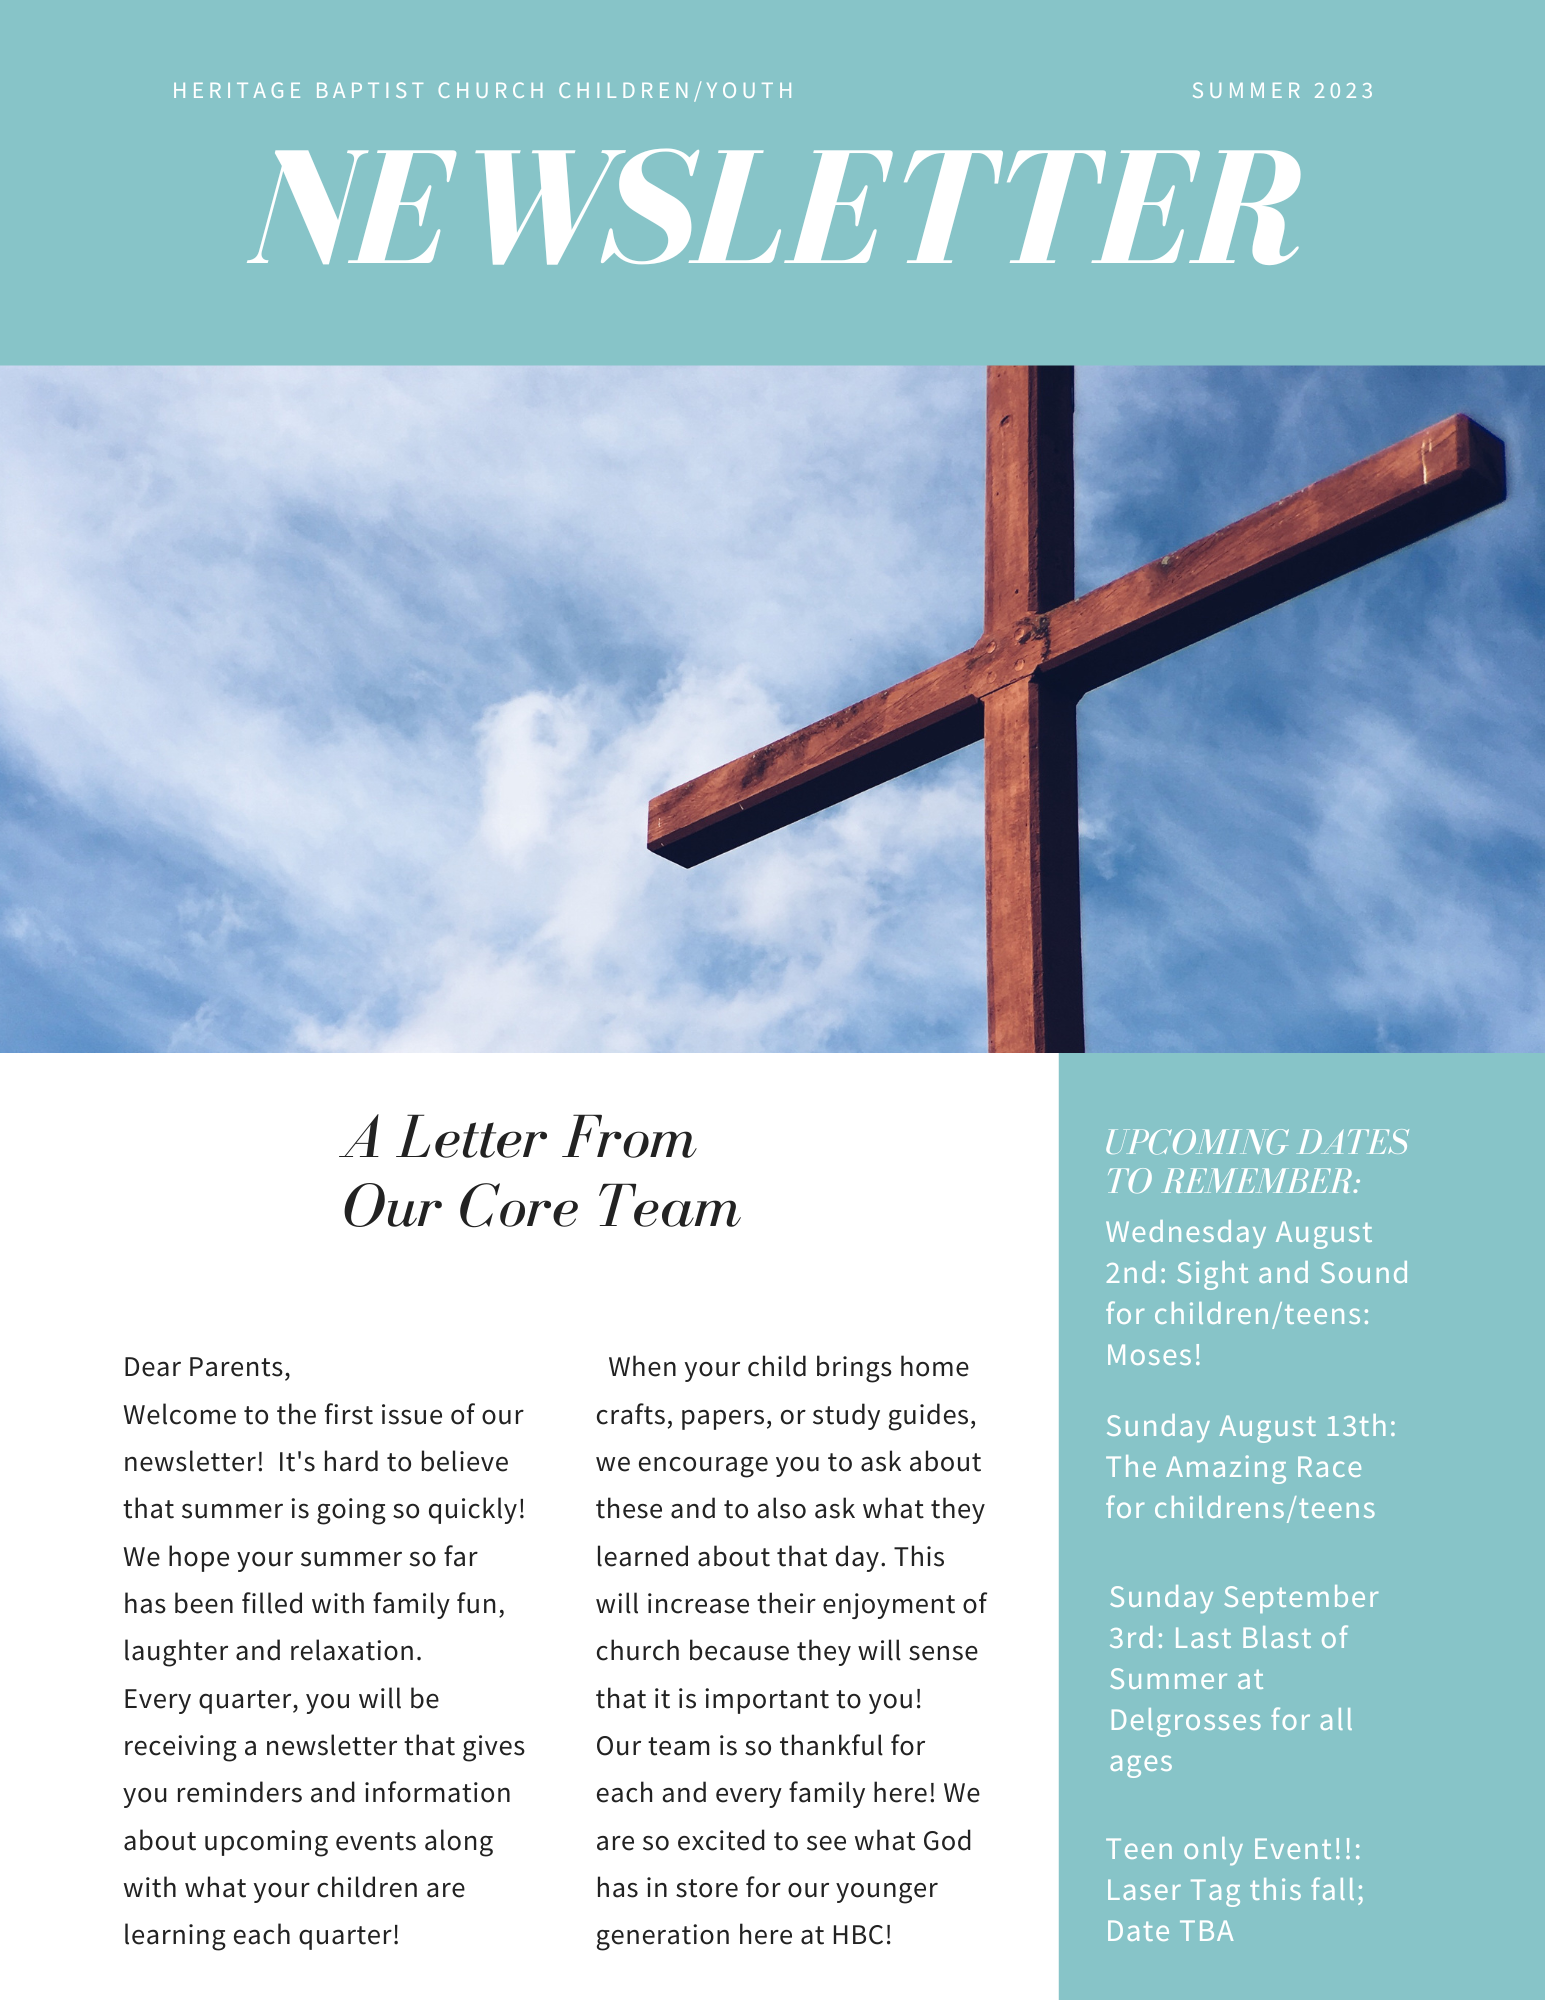 HERITAGE BAPTIST CHURCH CHILDREN/YOUTH
SUMMER 2023
NEWSLETTER
A Letter From
Our Core Team
Dear Parents,
Welcome to the first issue of our
newsletter!  It's hard to believe
that summer is going so quickly!
We hope your summer so far
has been filled with family fun,
laughter and relaxation.
Every quarter, you will be
receiving a newsletter that gives
you reminders and information
about upcoming events along
with what your children are
learning each quarter!
When your child brings home
crafts, papers, or study guides,
we encourage you to ask about
these and to also ask what they
learned about that day. This
will increase their enjoyment of
church because they will sense
that it is important to you!
Our team is so thankful for
each and every family here! We
are so excited to see what God
has in store for our younger
generation here at HBC!
UPCOMING DATES
TO REMEMBER:
Wednesday August
2nd: Sight and Sound
for children/teens:
Moses!
Sunday August 13th:
The Amazing Race
for childrens/teens
Sunday September
3rd: Last Blast of
Summer at
Delgrosses for all
ages
Teen only Event!!:
Laser Tag this fall;
Date TBA